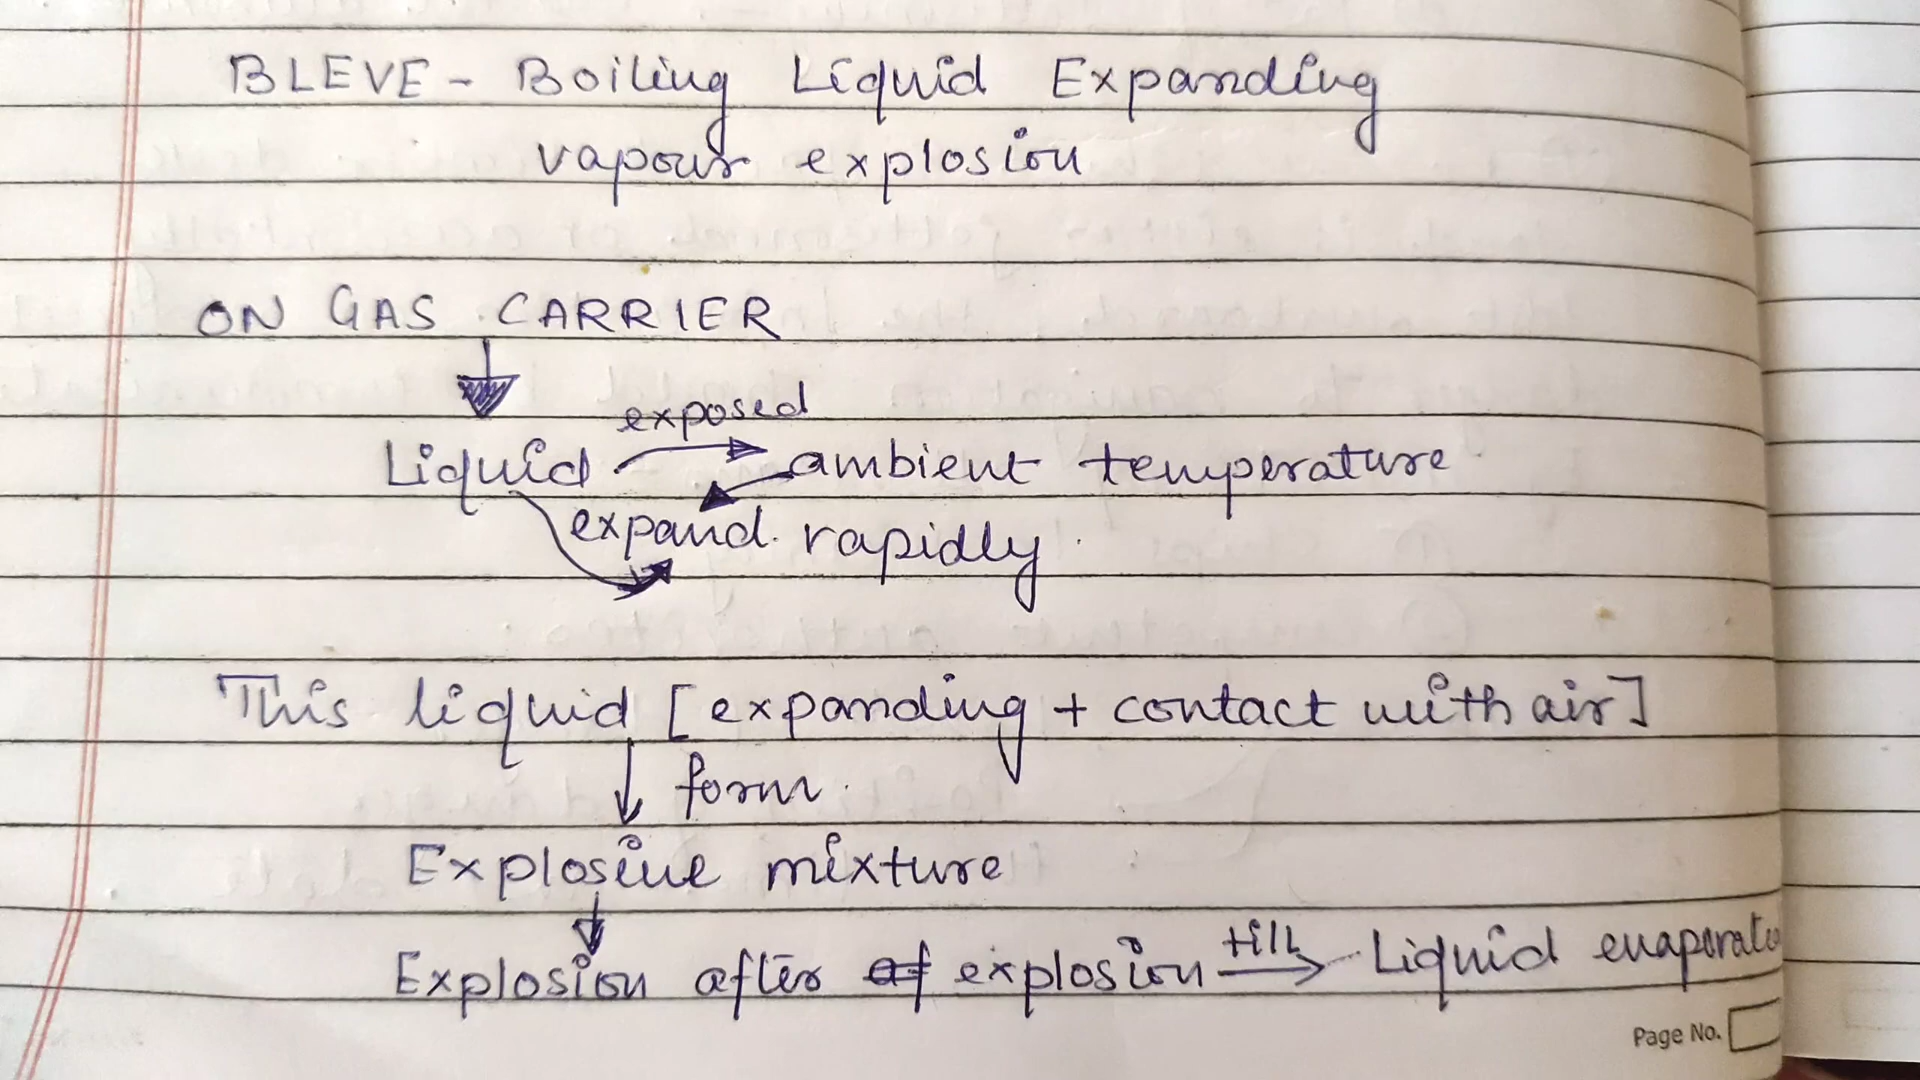 BLEVE - Boiling Liquid Expanding
vapour explosion
ON GAS CARRIER
exposed
Liquid ambient temperature
expand rapidly
This liquid [expanding + contact with air]
form
Explosive mixture
Explosion after of explosion till Liquid evaporate
Page No.